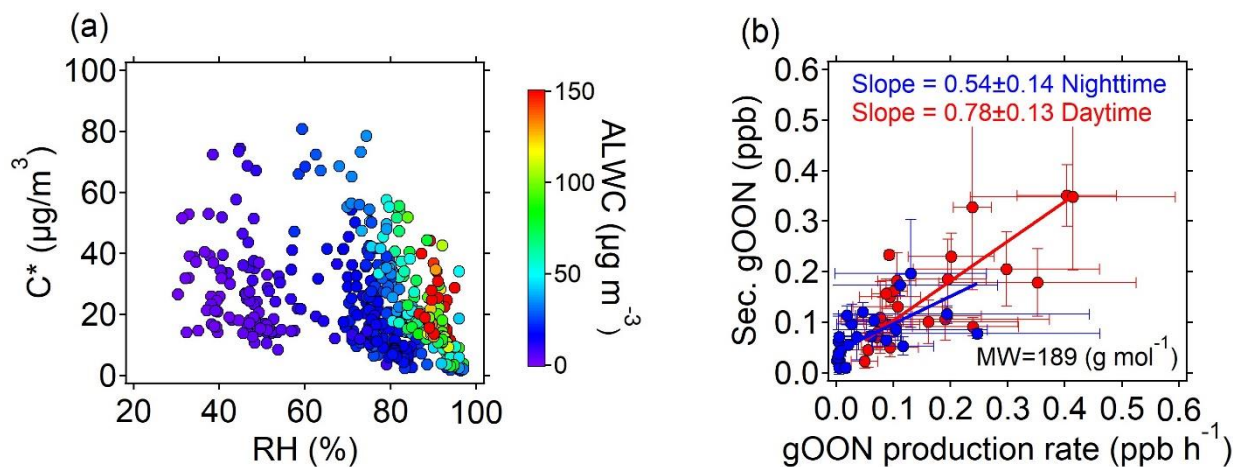 (a)
100
80
60
40
20
0
C* (µg/m³)
20 40 60 80 100
RH (%)
150
100
50
0
ALWC (µg m⁻³)
(b)
0.6
0.5
0.4
0.3
0.2
0.1
0.0
Sec. gOON (ppb)
Slope = 0.54±0.14 Nighttime
Slope = 0.78±0.13 Daytime
MW=189 (g mol⁻¹)
0.0 0.1 0.2 0.3 0.4 0.5 0.6
gOON production rate (ppb h⁻¹)